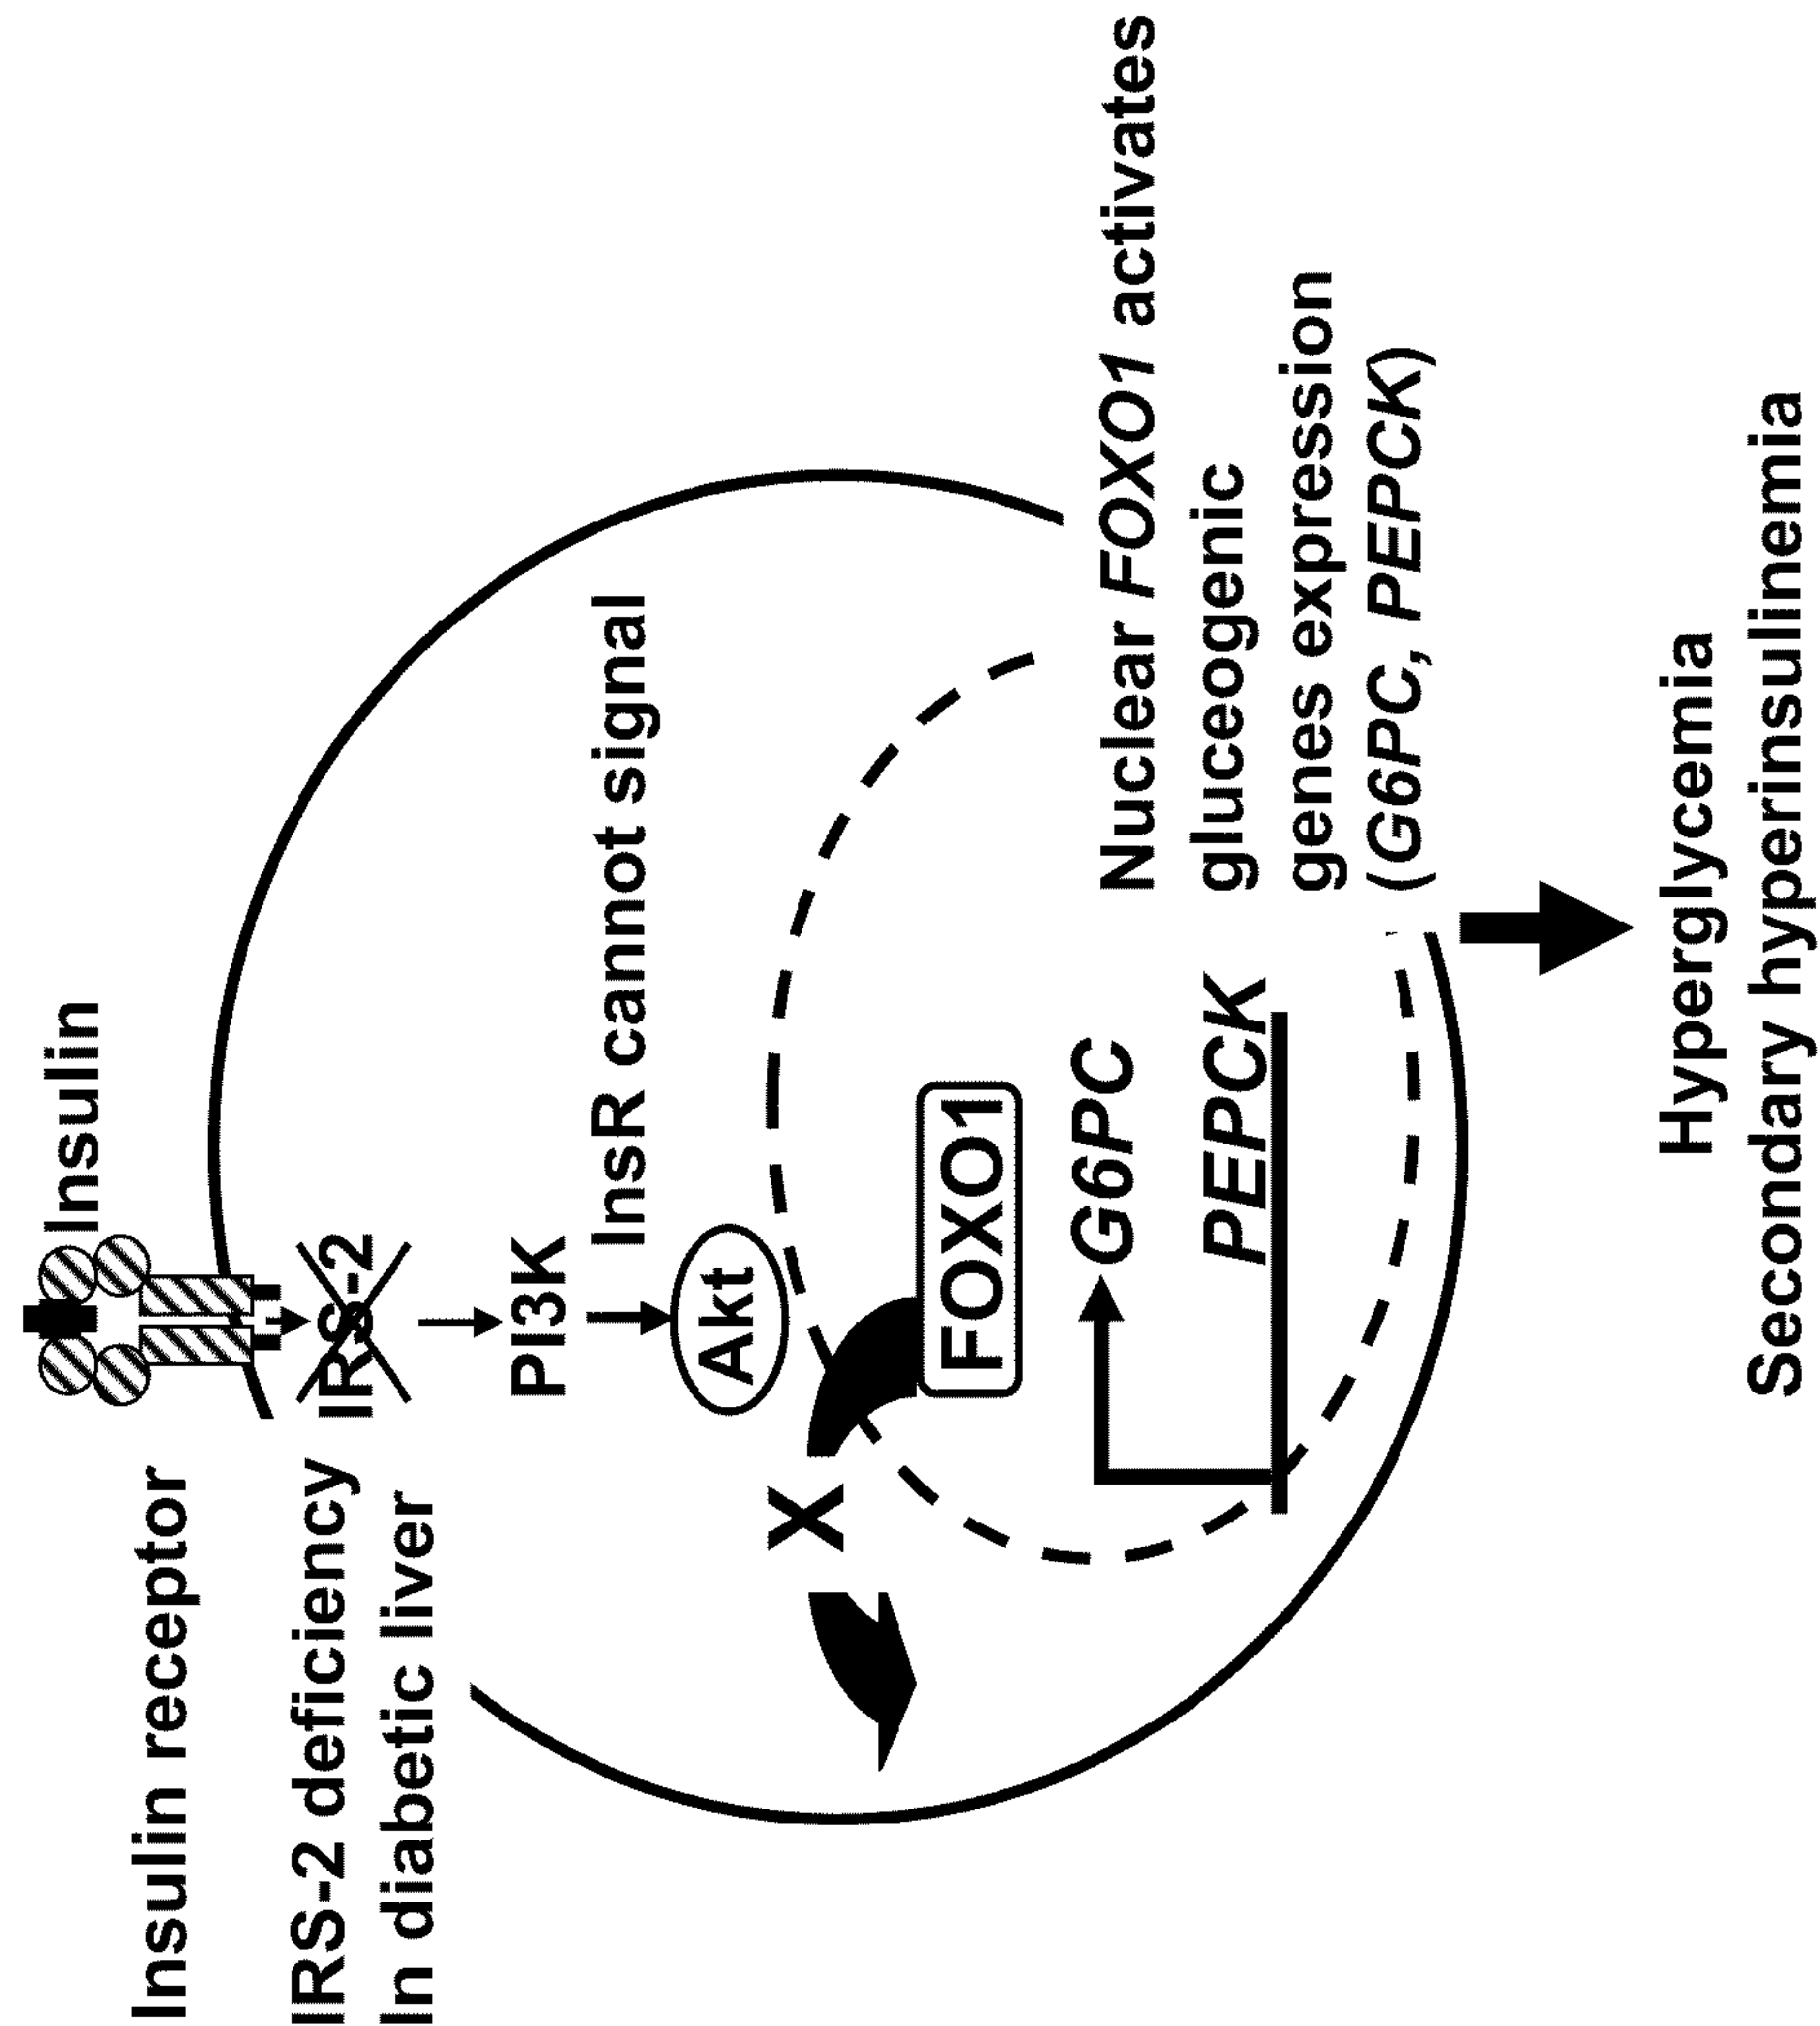 Insulin
Insulin receptor
IRS-2 deficiency
In diabetic liver
IRS-2
PI3K
InsR cannot signal
Akt
X
FOXO1
G6PC
PEPCK
Nuclear FOXO1 activates
gluceogenic
genes expression
(G6PC, PEPCK)
Hyperglycemia
Secondary hyperinsulinemia